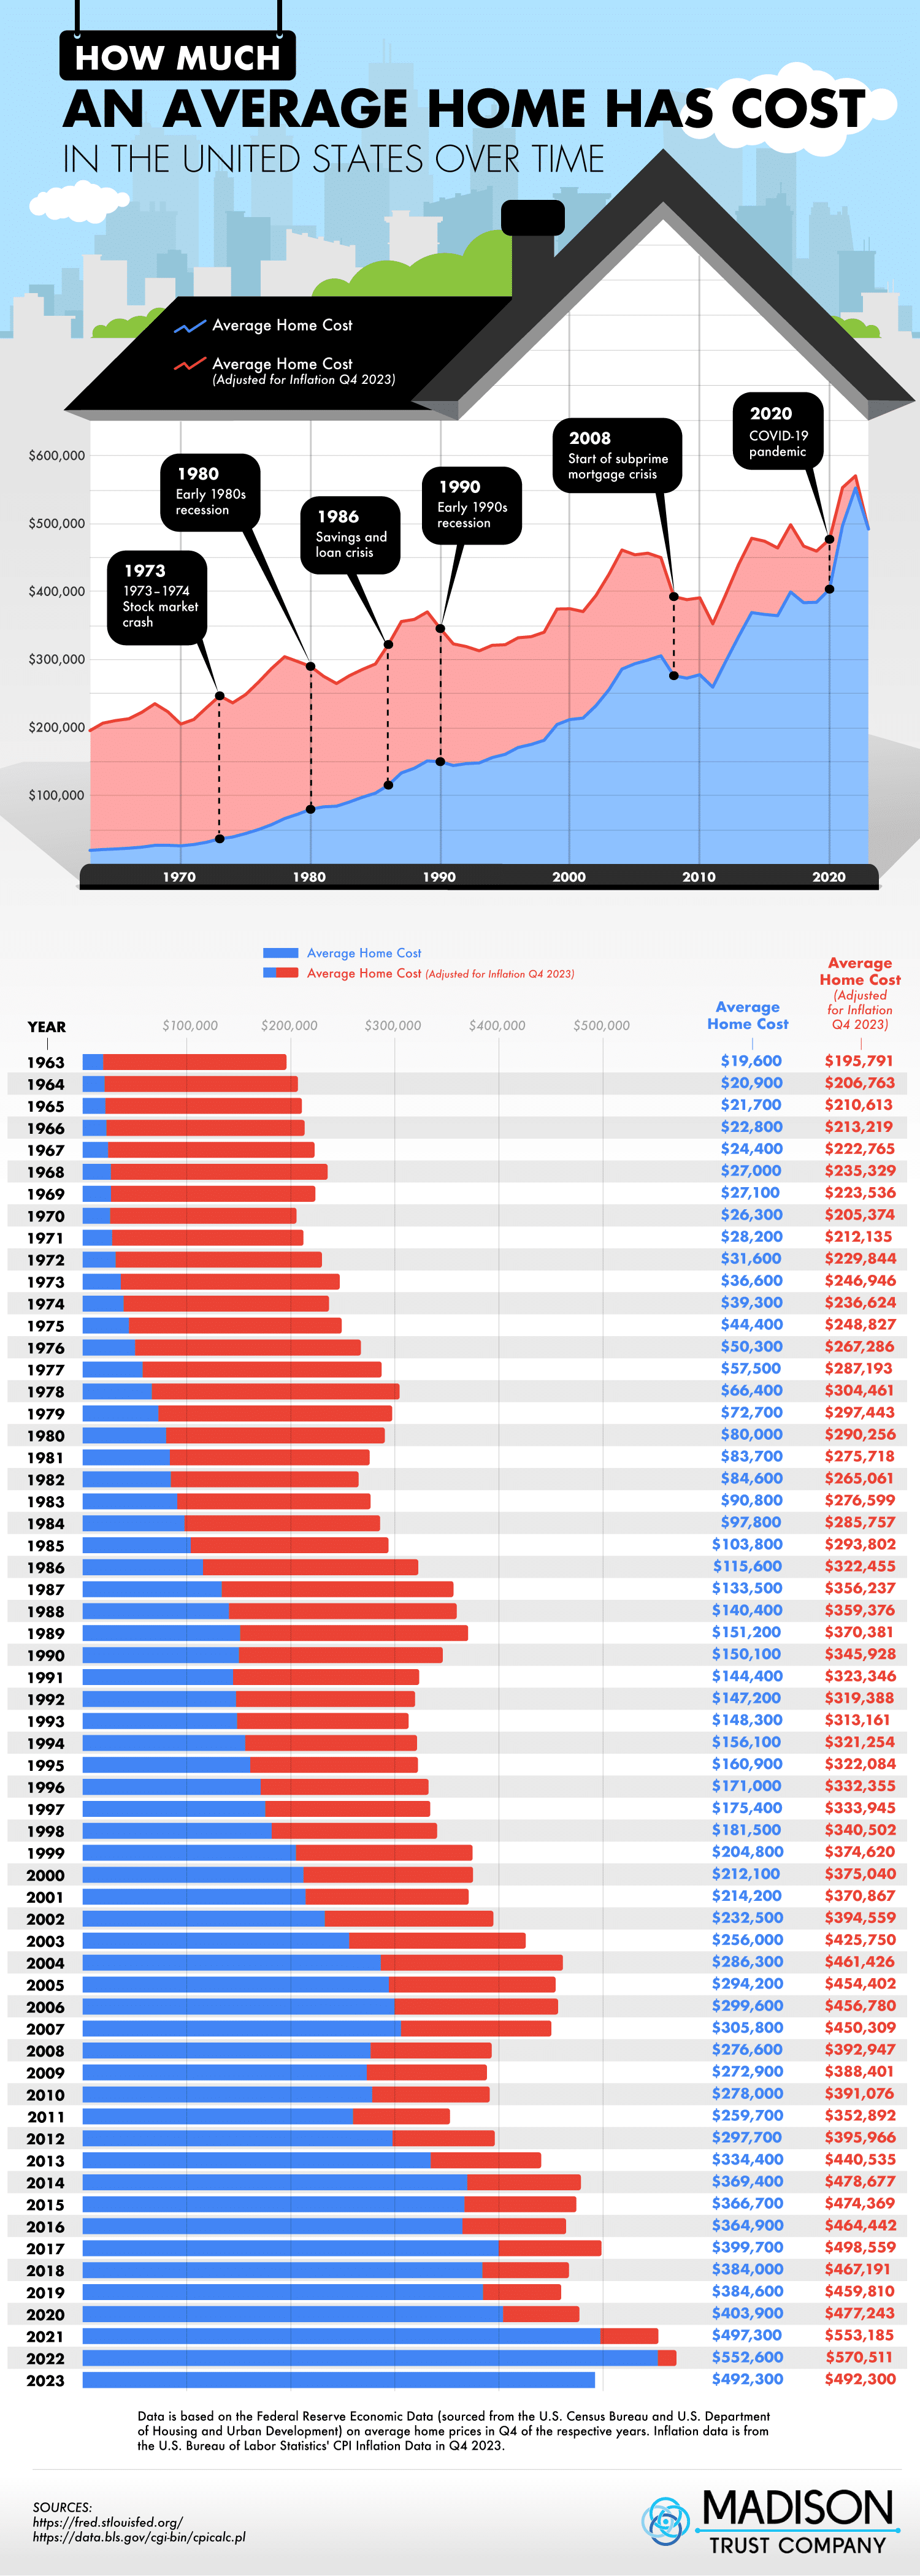 HOW MUCH
AN AVERAGE HOME HAS COST
IN THE UNITED STATES OVER TIME
Average Home Cost
Average Home Cost
(Adjusted for Inflation Q4 2023)
$600,000
$500,000
$400,000
$300,000
$200,000
$100,000
1973
1973–1974
Stock market
crash
1980
Early 1980s
recession
1986
Savings and
loan crisis
1990
Early 1990s
recession
2008
Start of subprime
mortgage crisis
2020
COVID-19
pandemic
1970 1980 1990 2000 2010 2020
Average Home Cost
Average Home Cost (Adjusted for Inflation Q4 2023)
YEAR $100,000 $200,000 $300,000 $400,000 $500,000
Average
Home Cost
Average
Home Cost
(Adjusted
for Inflation
Q4 2023)
1963 $19,600 $195,791
1964 $20,900 $206,763
1965 $21,700 $210,613
1966 $22,800 $213,219
1967 $24,400 $222,765
1968 $27,000 $235,329
1969 $27,100 $223,536
1970 $26,300 $205,374
1971 $28,200 $212,135
1972 $31,600 $229,844
1973 $36,600 $246,946
1974 $39,300 $236,624
1975 $44,400 $248,827
1976 $50,300 $267,286
1977 $57,500 $287,193
1978 $66,400 $304,461
1979 $72,700 $297,443
1980 $80,000 $290,256
1981 $83,700 $275,718
1982 $84,600 $265,061
1983 $90,800 $276,599
1984 $97,800 $285,757
1985 $103,800 $293,802
1986 $115,600 $322,455
1987 $133,500 $356,237
1988 $140,400 $359,376
1989 $151,200 $370,381
1990 $150,100 $345,928
1991 $144,400 $323,346
1992 $147,200 $319,388
1993 $148,300 $313,161
1994 $156,100 $321,254
1995 $160,900 $322,084
1996 $171,000 $332,355
1997 $175,400 $333,945
1998 $181,500 $340,502
1999 $204,800 $374,620
2000 $212,100 $375,040
2001 $214,200 $370,867
2002 $232,500 $394,559
2003 $256,000 $425,750
2004 $286,300 $461,426
2005 $294,200 $454,402
2006 $299,600 $456,780
2007 $305,800 $450,309
2008 $276,600 $392,947
2009 $272,900 $388,401
2010 $278,000 $391,076
2011 $259,700 $352,892
2012 $297,700 $395,966
2013 $334,400 $440,535
2014 $369,400 $478,677
2015 $366,700 $474,369
2016 $364,900 $464,442
2017 $399,700 $498,559
2018 $384,000 $467,191
2019 $384,600 $459,810
2020 $403,900 $477,243
2021 $497,300 $553,185
2022 $552,600 $570,511
2023 $492,300 $492,300
Data is based on the Federal Reserve Economic Data (sourced from the U.S. Census Bureau and U.S. Department
of Housing and Urban Development) on average home prices in Q4 of the respective years. Inflation data is from
the U.S. Bureau of Labor Statistics' CPI Inflation Data in Q4 2023.
SOURCES:
https://fred.stlouisfed.org/
https://data.bls.gov/cgi-bin/cpicalc.pl
MADISON
TRUST COMPANY